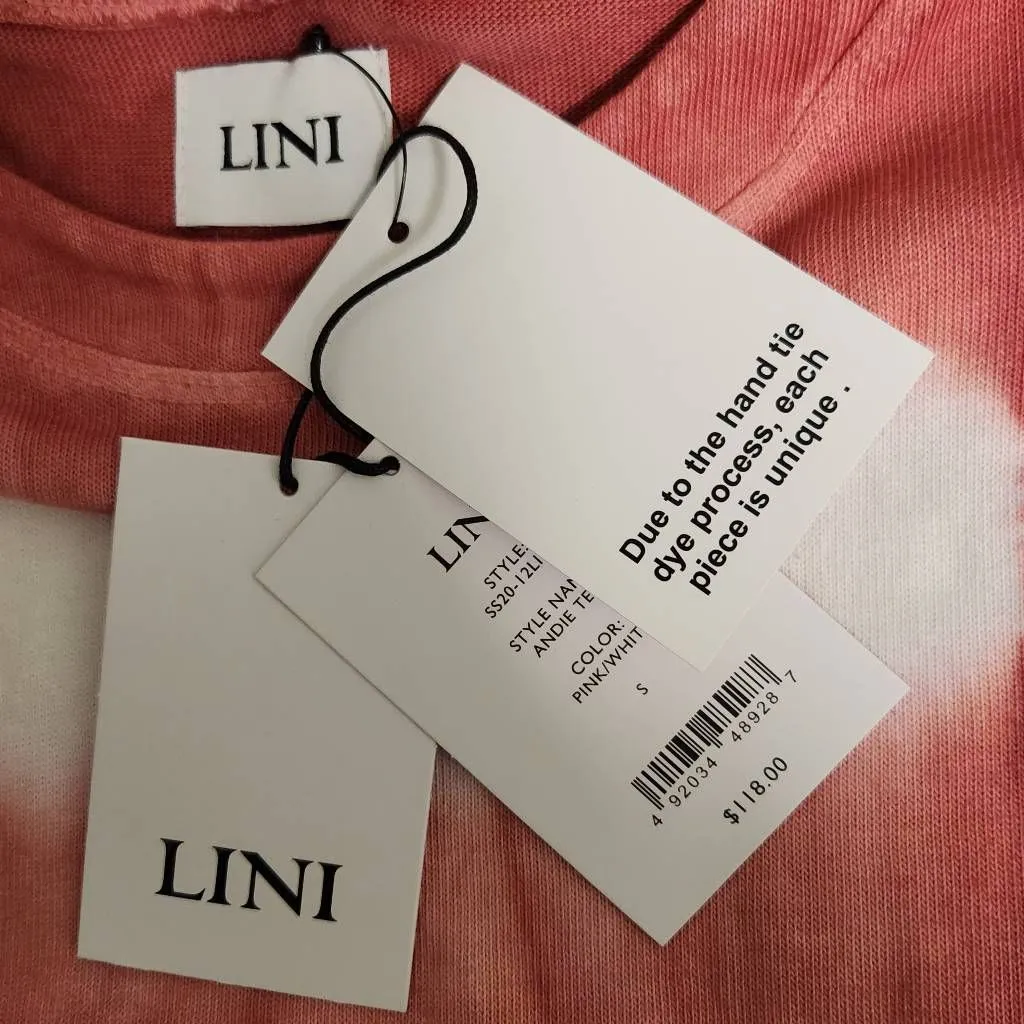 LINI
Due to the hand tie
dye process, each
piece is unique .
LIN
STYLE:
SS20-12LI
STYLE NAM
ANDIE TE
COLOR:
PINK/WHIT
S
4 92034 48928 7
$118.00
LINI